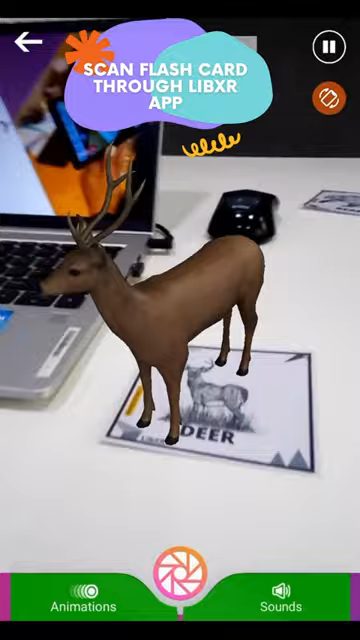 SCAN FLASH CARD
THROUGH LIBXR
APP
DEER
Animations
Sounds